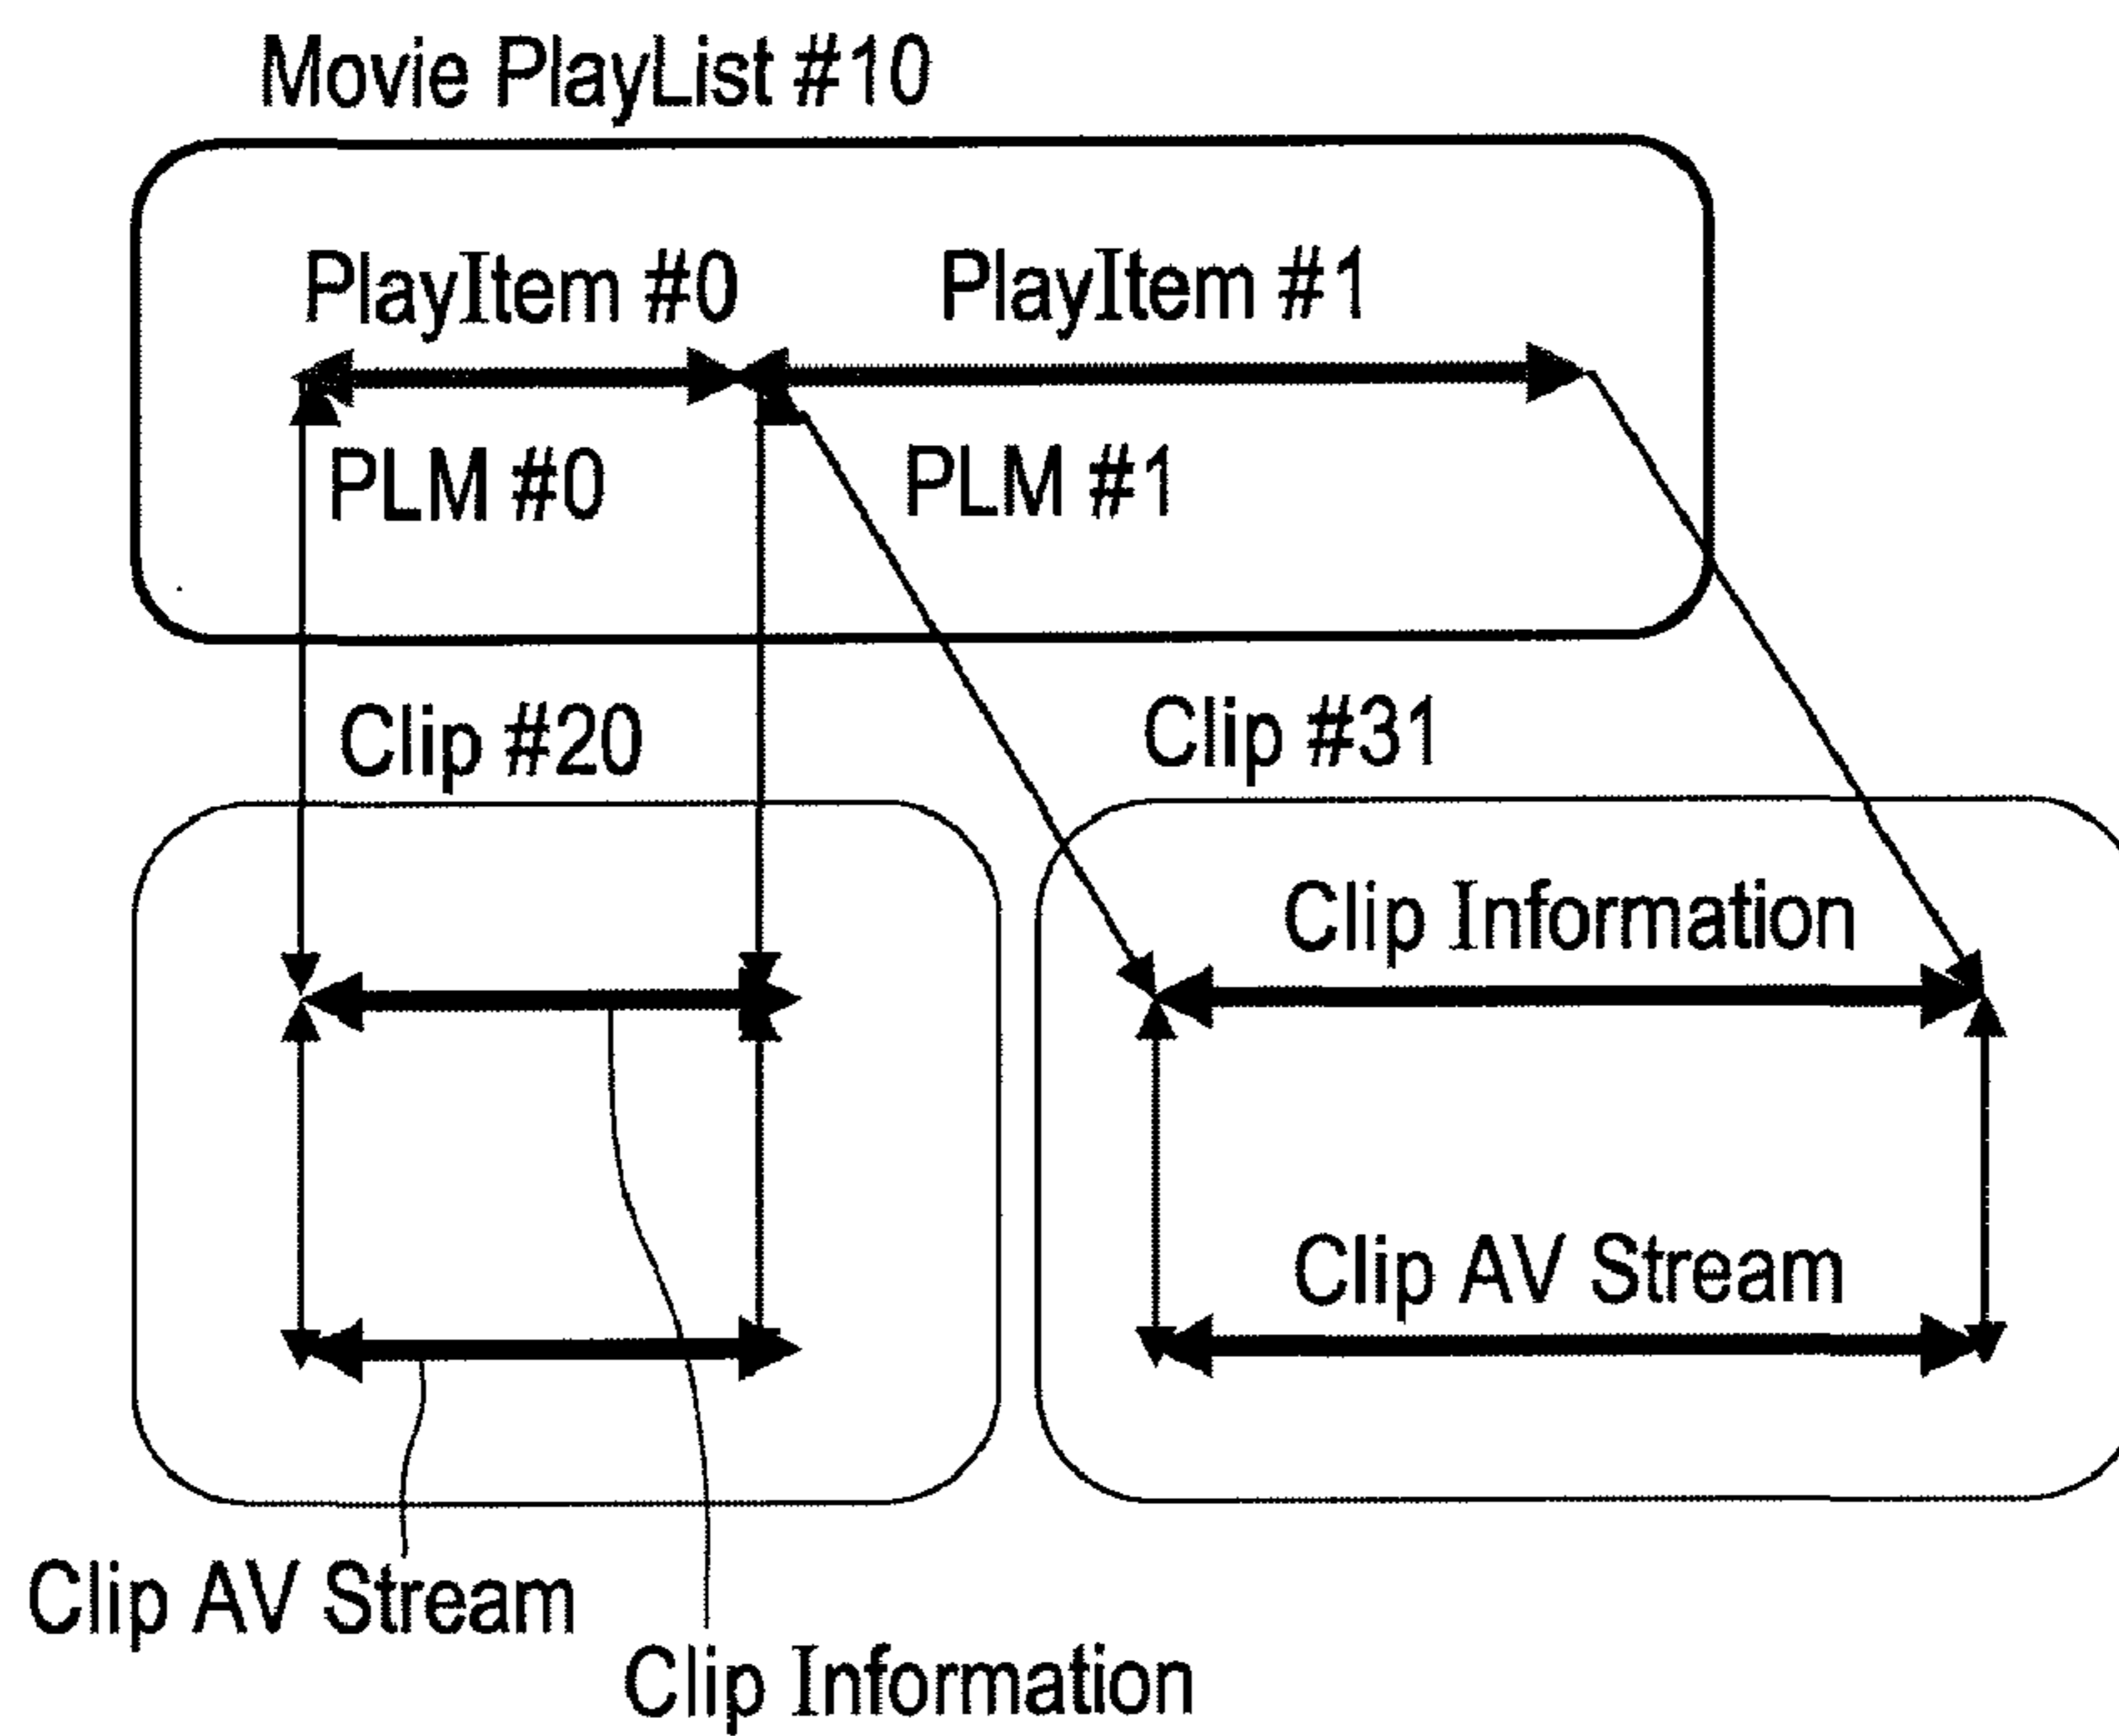 Movie PlayList #10
PlayItem #0 PlayItem #1
PLM #0 PLM #1
Clip #20 Clip #31
Clip Information
Clip AV Stream
Clip AV Stream
Clip Information